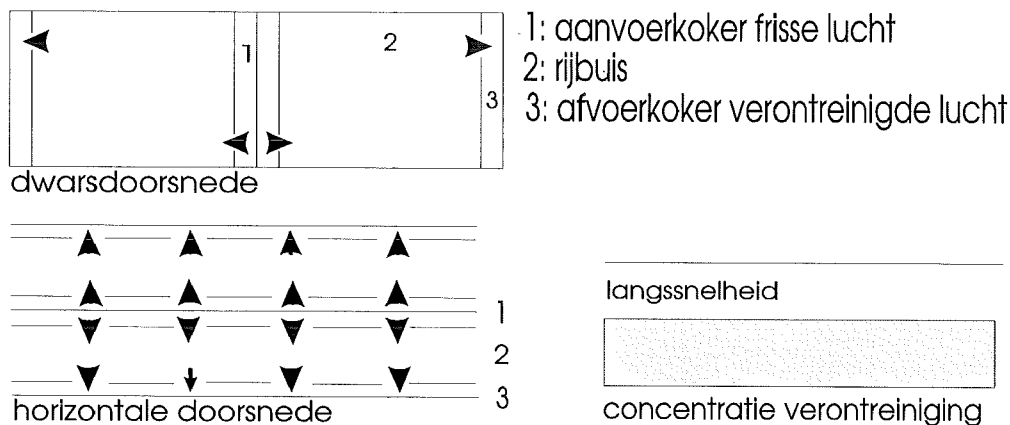 1
2
3
1: aanvoerkoker frisse lucht
2: rijbuis
3: afvoerkoker verontreinigde lucht
dwarsdoorsnede
1
2
3
horizontale doorsnede
langssnelheid
concentratie verontreiniging